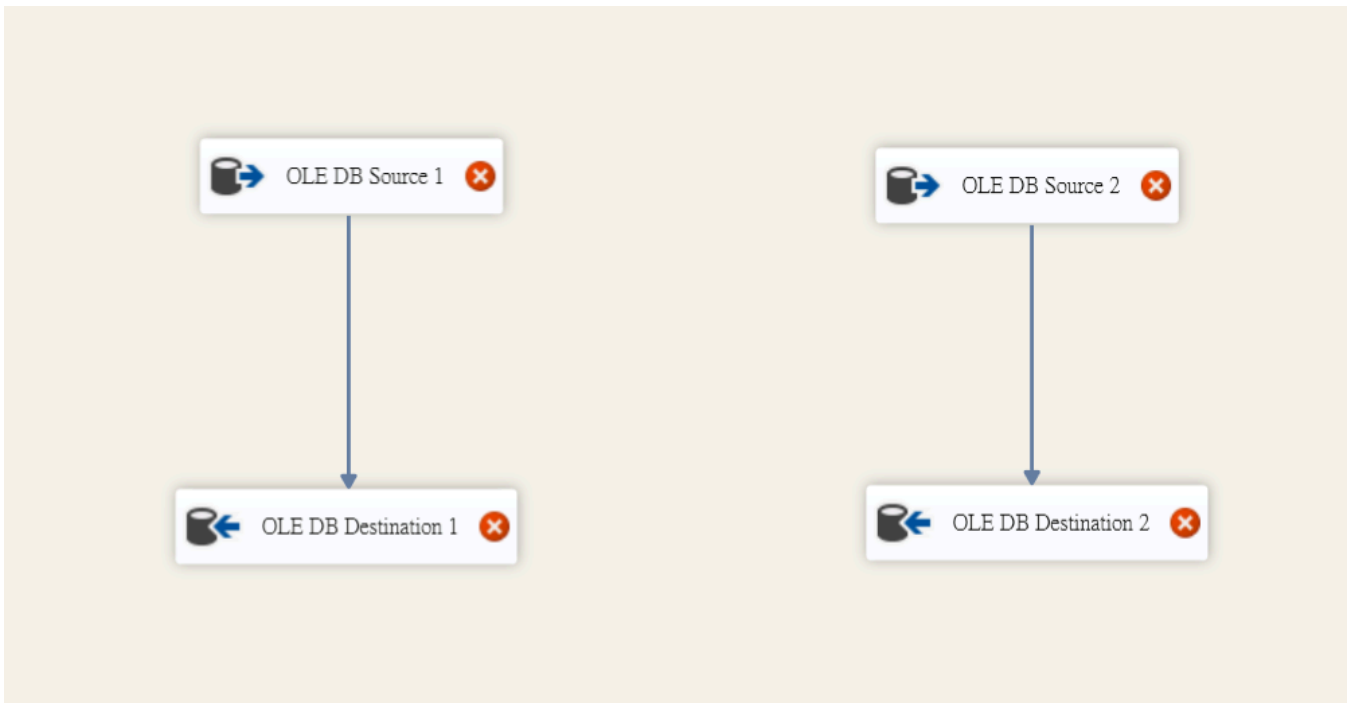 OLE DB Source 1
OLE DB Source 2
OLE DB Destination 1
OLE DB Destination 2